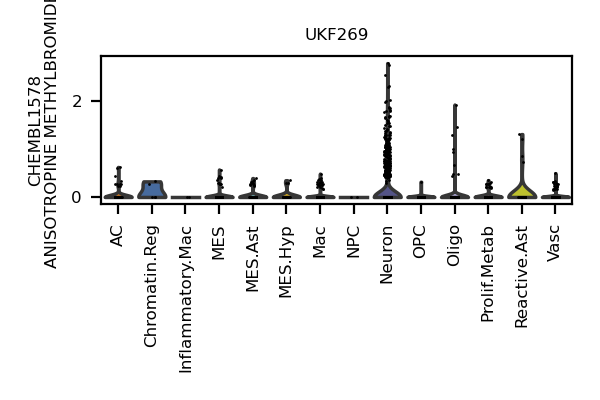 UKF269
CHEMBL1578
ANISOTROPINE METHYLBROMIDE
2
0
AC
Chromatin.Reg
Inflammatory.Mac
MES
MES.Ast
MES.Hyp
Mac
NPC
Neuron
OPC
Oligo
Prolif.Metab
Reactive.Ast
Vasc